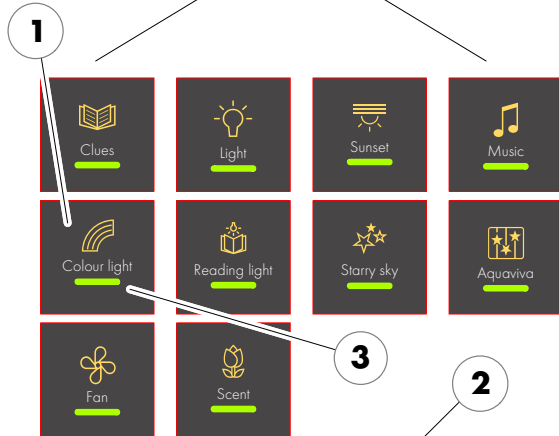 1
Clues
Light
Sunset
Music
Colour light
Reading light
Starry sky
Aquaviva
3
2
Fan
Scent